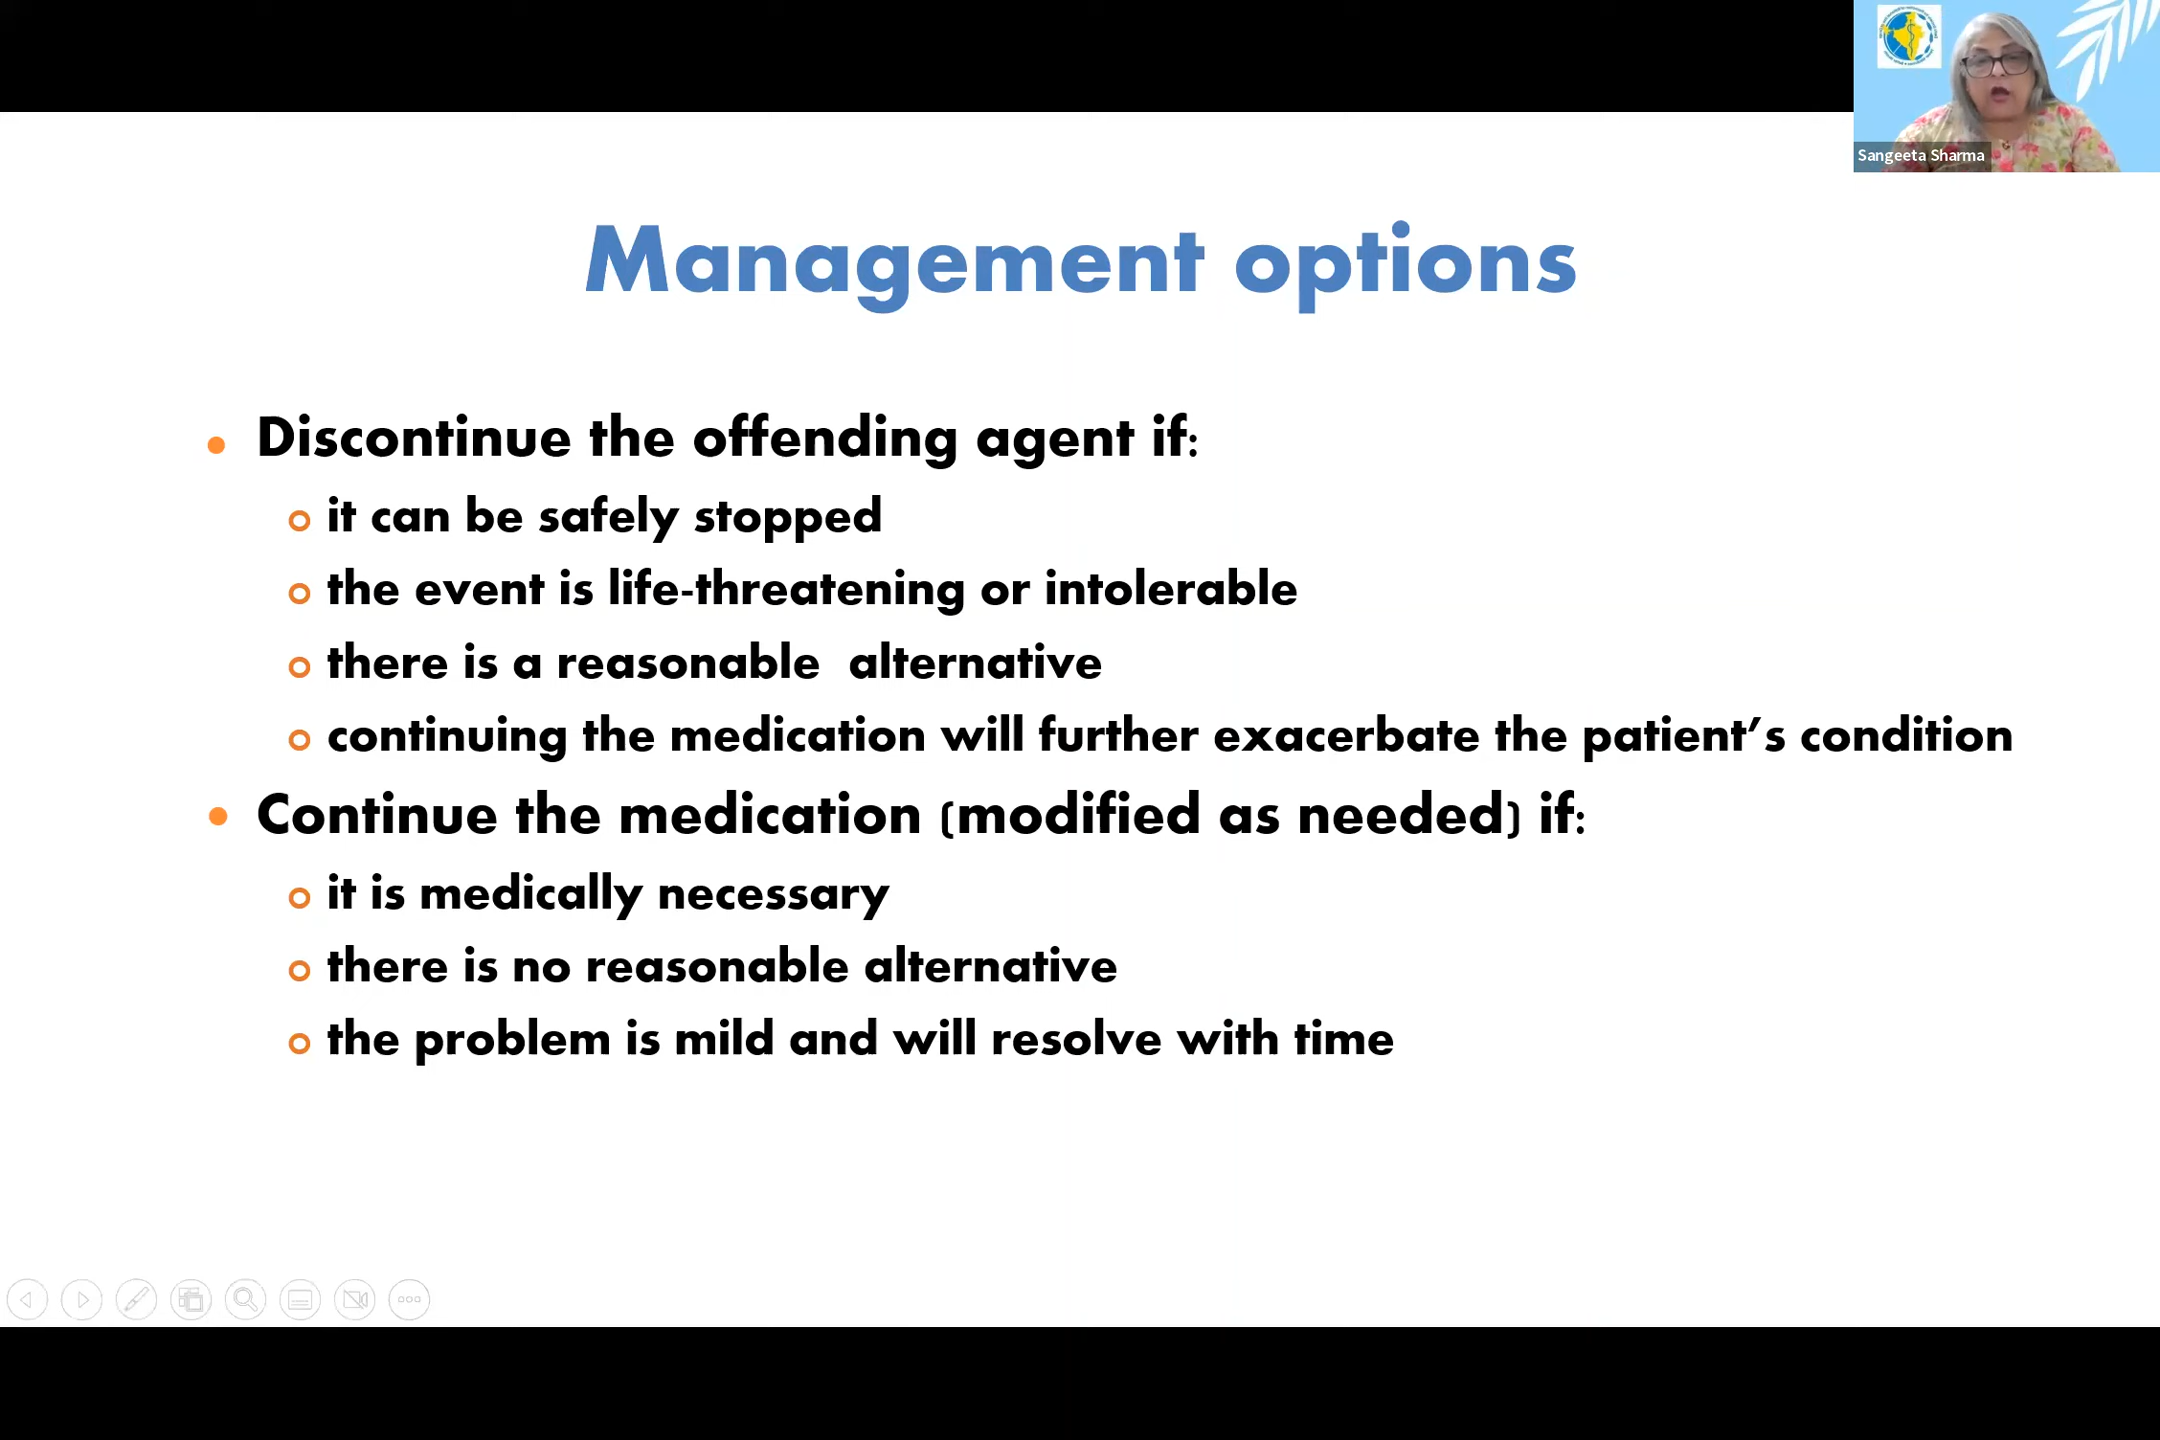 Sangeeta Sharma
Management options
Discontinue the offending agent if:
it can be safely stopped
the event is life-threatening or intolerable
there is a reasonable alternative
continuing the medication will further exacerbate the patient’s condition
Continue the medication (modified as needed) if:
it is medically necessary
there is no reasonable alternative
the problem is mild and will resolve with time